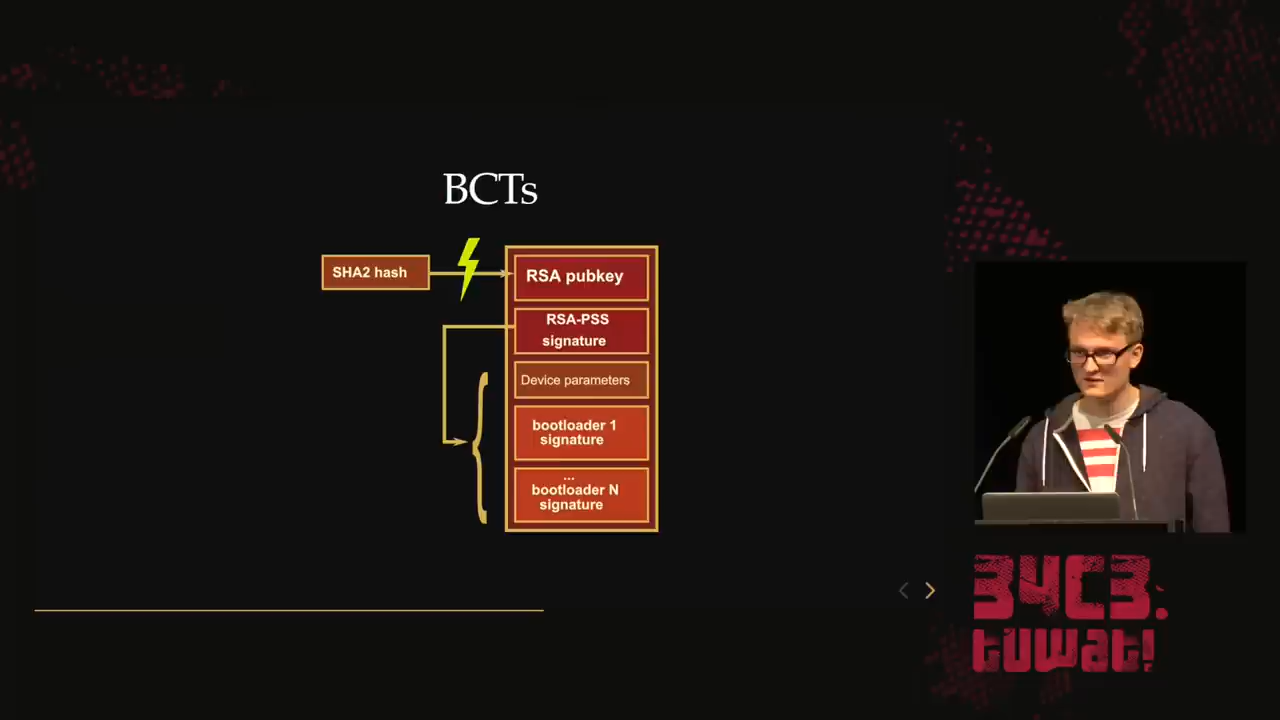 BCTs
SHA2 hash
RSA pubkey
RSA-PSS
signature
Device parameters
bootloader 1
signature
...
bootloader N
signature
34C3.
tuwat!